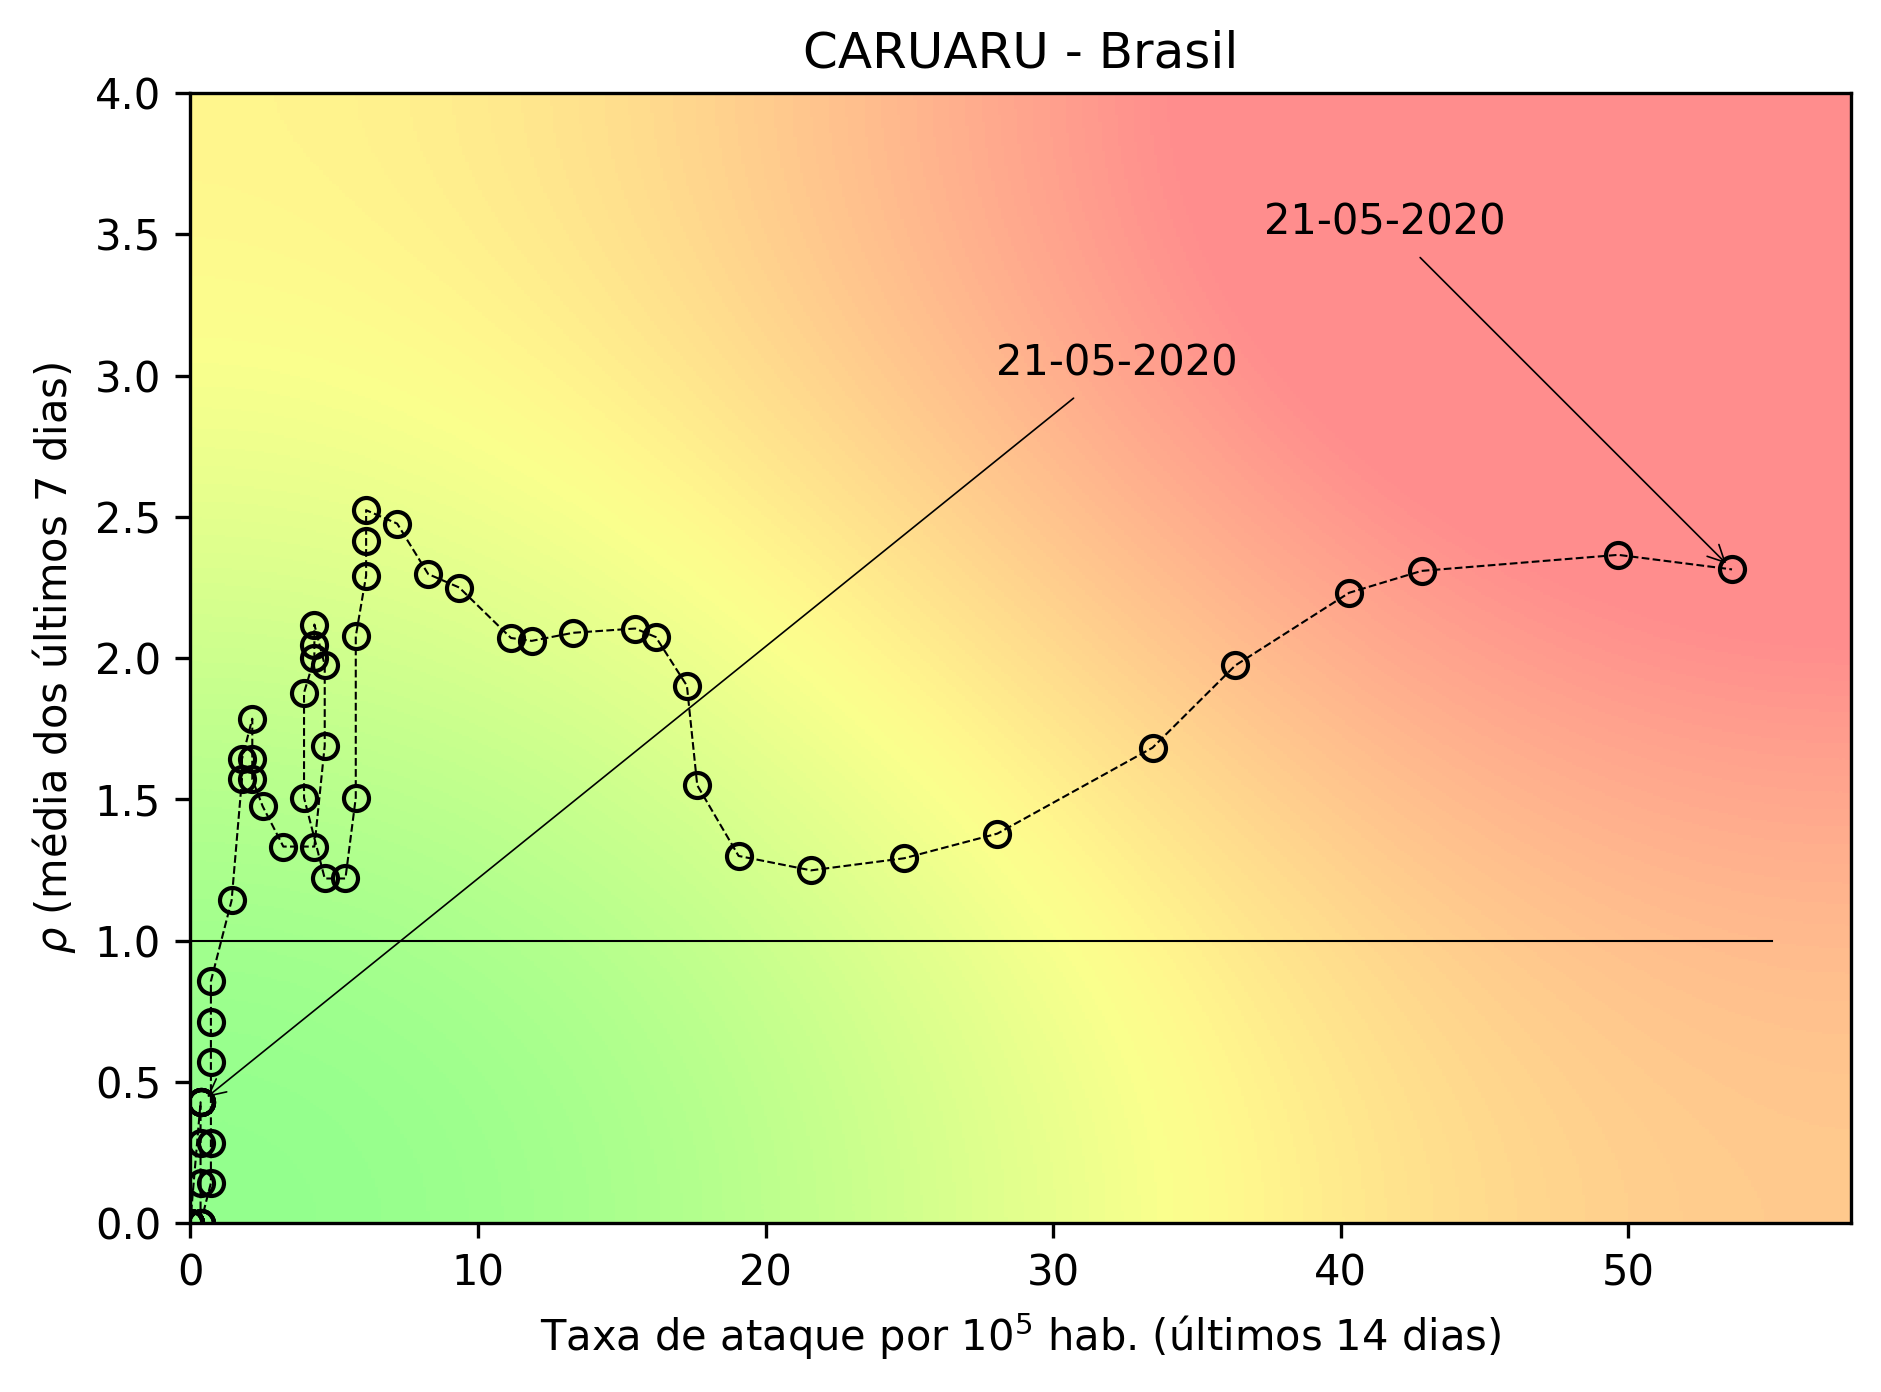 CARUARU - Brasil
4.0
3.5
3.0
2.5
2.0
1.5
1.0
0.5
0.0
ρ (média dos últimos 7 dias)
21-05-2020
21-05-2020
0 10 20 30 40 50
Taxa de ataque por 10⁵ hab. (últimos 14 dias)